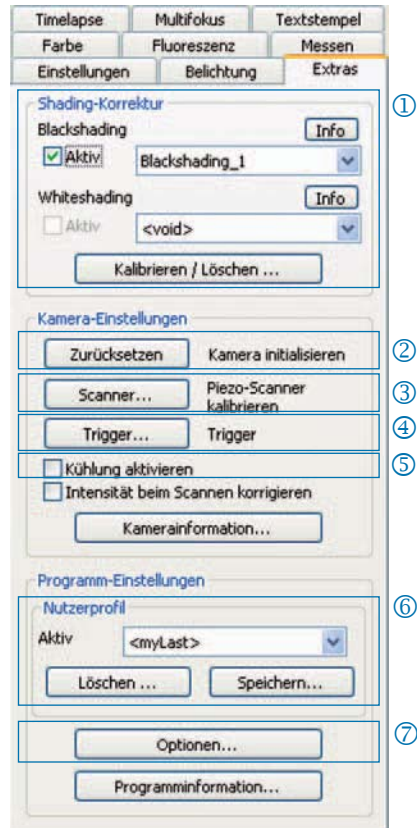 Timelapse Multifokus Textstempel
Farbe Fluoreszenz Messen
Einstellungen Belichtung Extras
Shading-Korrektur ①
Blackshading Info
Aktiv Blackshading_1
Whiteshading Info
Aktiv <void>
Kalibrieren / Löschen ...
Kamera-Einstellungen
Zurücksetzen Kamera initialisieren ②
Scanner... Piezo-Scanner ③
kalibrieren
Trigger... Trigger ④
Kühlung aktivieren ⑤
Intensität beim Scannen korrigieren
Kamerainformation...
Programm-Einstellungen
Nutzerprofil ⑥
Aktiv <myLast>
Löschen ... Speichern...
Optionen... ⑦
Programminformation...